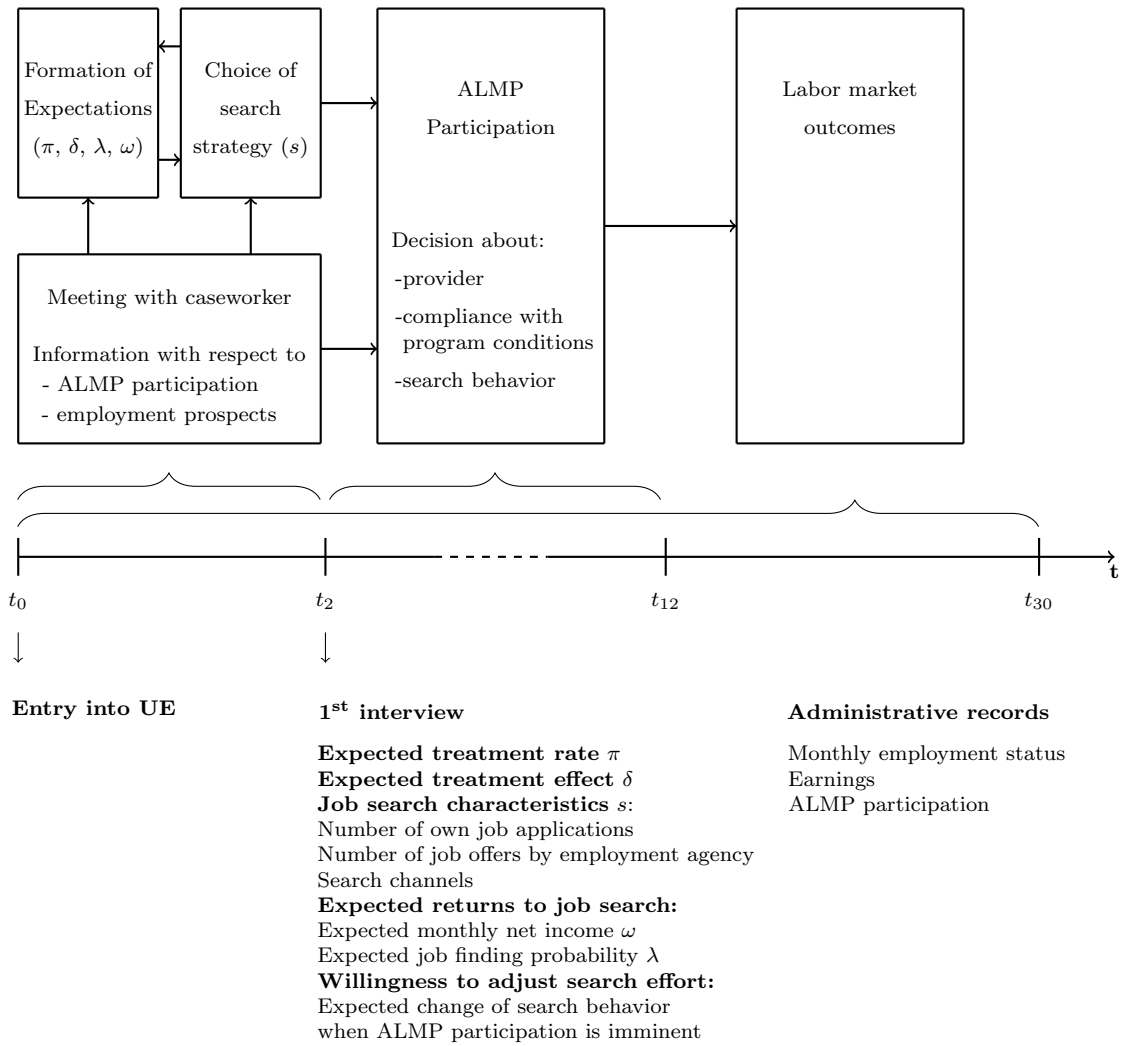 Formation of
Expectations
(π, δ, λ, ω)
Choice of
search
strategy (s)
ALMP
Participation
Decision about:
-provider
-compliance with
program conditions
-search behavior
Labor market
outcomes
Meeting with caseworker
Information with respect to
- ALMP participation
- employment prospects
t
t0
t2
t12
t30
Entry into UE
1st interview
Expected treatment rate π
Expected treatment effect δ
Job search characteristics s:
Number of own job applications
Number of job offers by employment agency
Search channels
Expected returns to job search:
Expected monthly net income ω
Expected job finding probability λ
Willingness to adjust search effort:
Expected change of search behavior
when ALMP participation is imminent
Administrative records
Monthly employment status
Earnings
ALMP participation